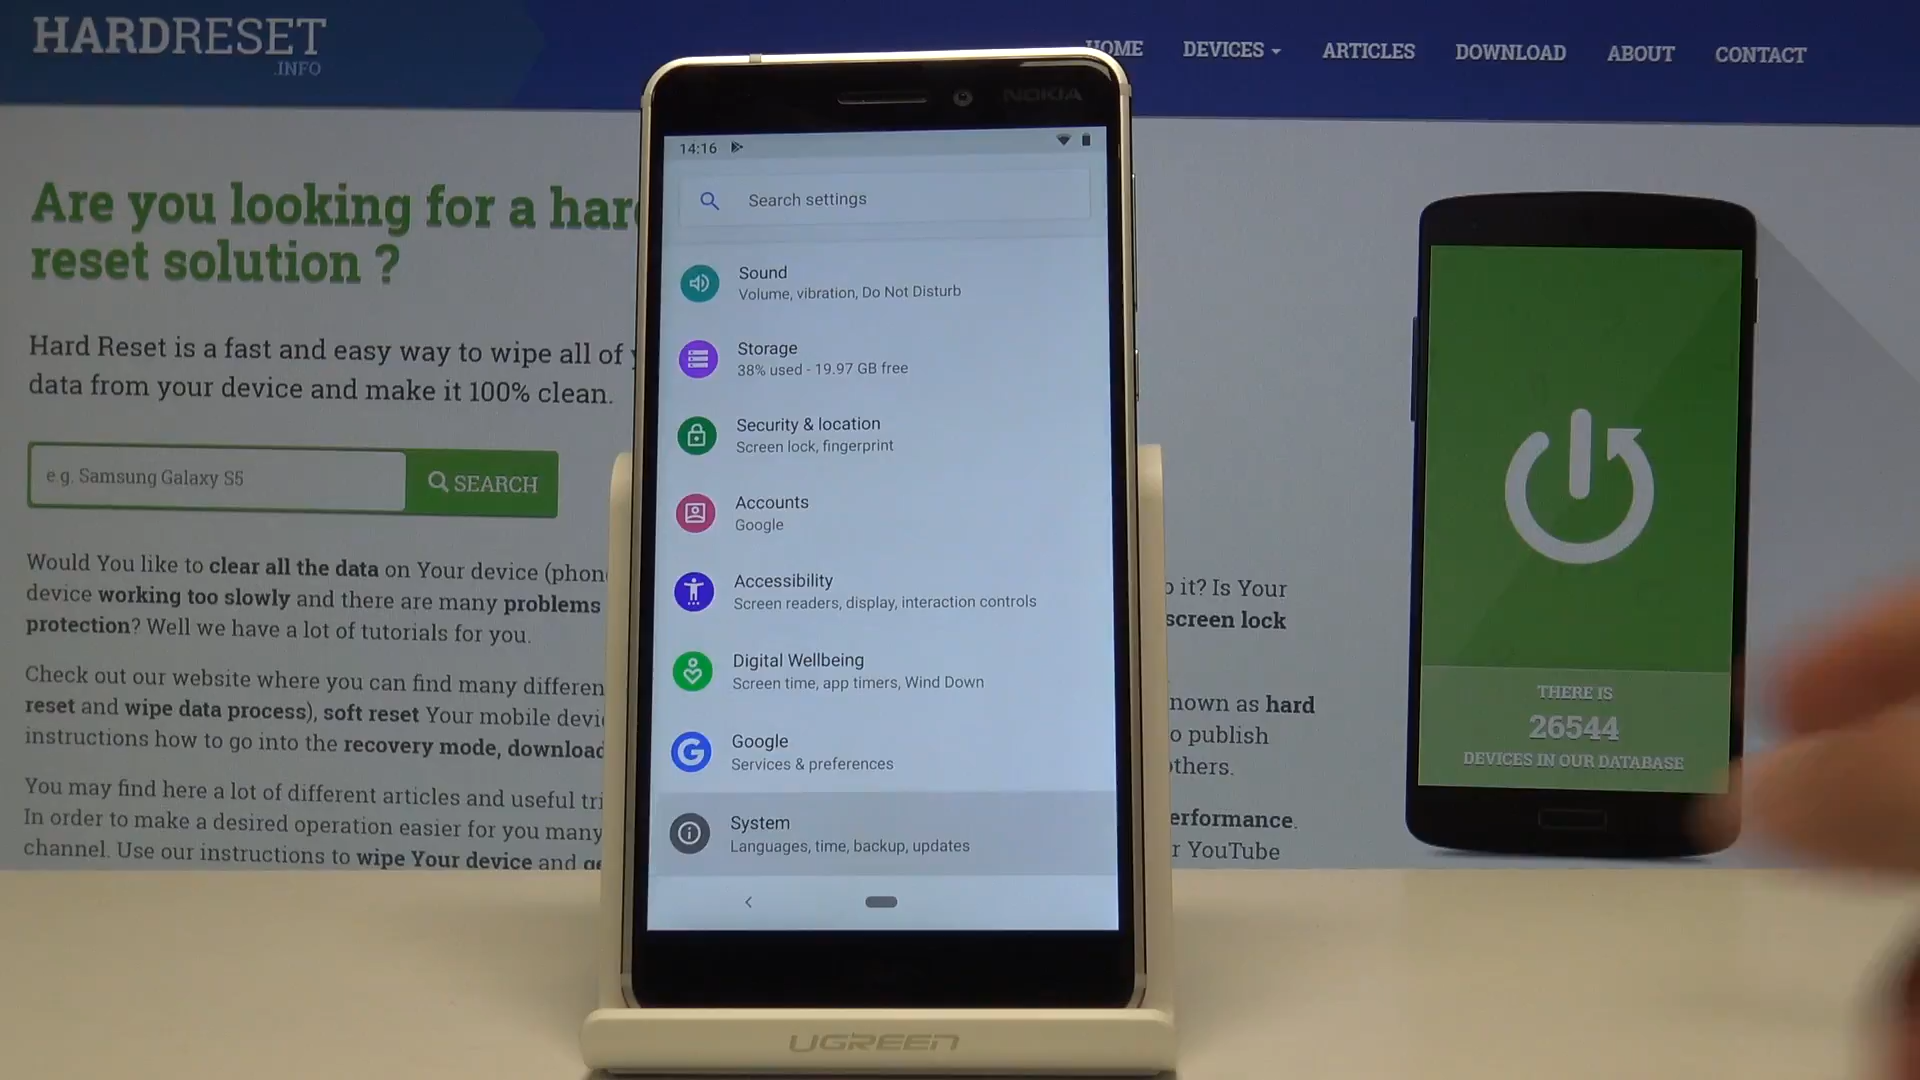 HARDRESET
.INFO
HOME DEVICES ARTICLES DOWNLOAD ABOUT CONTACT
Are you looking for a har
reset solution ?
Hard Reset is a fast and easy way to wipe all of
data from your device and make it 100% clean.
e g. Samsung Galaxy S5
SEARCH
Would You like to clear all the data on Your device (phon
device working too slowly and there are many problems
protection? Well we have a lot of tutorials for you.
Check out our website where you can find many differen
reset and wipe data process), soft reset Your mobile devi
instructions how to go into the recovery mode, download
You may find here a lot of different articles and useful tri
In order to make a desired operation easier for you many
channel. Use our instructions to wipe Your device and
NOKIA
14:16
Search settings
Sound
Volume, vibration, Do Not Disturb
Storage
38% used - 19.97 GB free
Security & location
Screen lock, fingerprint
Accounts
Google
Accessibility
Screen readers, display, interaction controls
Digital Wellbeing
Screen time, app timers, Wind Down
Google
Services & preferences
System
Languages, time, backup, updates
UGREEN
it? Is Your
screen lock
nown as hard
o publish
thers.
erformance.
r YouTube
THERE IS
26544
DEVICES IN OUR DATABASE